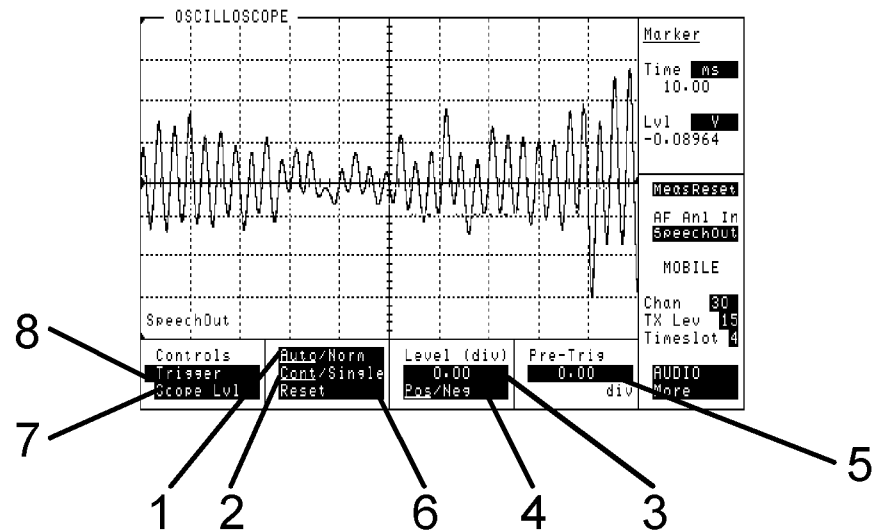 OSCILLOSCOPE
Marker
Time ms
10.00
Lvl V
-0.08964
MeasReset
AF Anl In
SpeechOut
MOBILE
Chan 30
TX Lev 15
Timeslot 4
AUDIO
More
SpeechOut
Controls
Trigger
Scope Lvl
Auto/Norm
Cont/Single
Reset
Level (div)
0.00
Pos/Neg
Pre-Trig
0.00
div
8
7
1
2
6
4
3
5